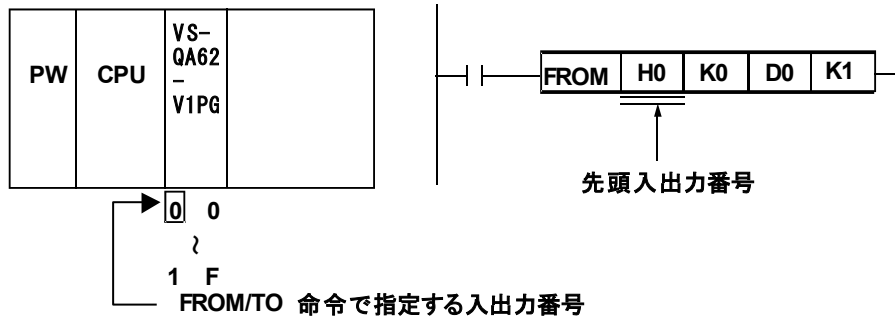 PW
CPU
VS-
QA62
-
V1PG
FROM
H0
K0
D0
K1
先頭入出力番号
0 0
~
1 F
FROM/TO 命令で指定する入出力番号